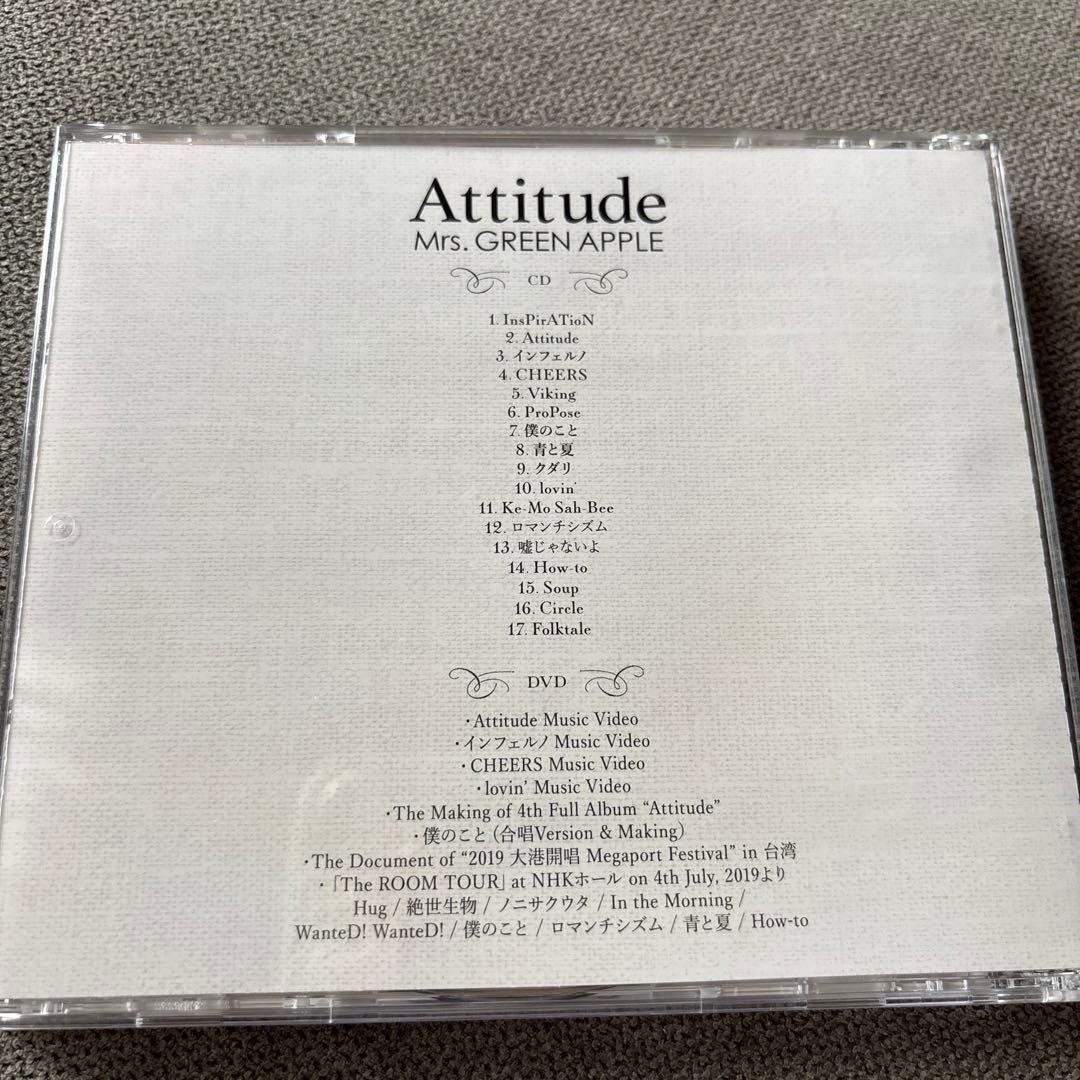 Attitude
Mrs. GREEN APPLE
CD
1. InsPirATioN
2. Attitude
3. インフェルノ
4. CHEERS
5. Viking
6. ProPose
7. 僕のこと
8. 青と夏
9. クダリ
10. lovin'
11. Ke-Mo Sah-Bee
12. ロマンチシズム
13. 嘘じゃないよ
14. How-to
15. Soup
16. Circle
17. Folktale
DVD
・Attitude Music Video
・インフェルノ Music Video
・CHEERS Music Video
・lovin' Music Video
・The Making of 4th Full Album “Attitude”
・僕のこと (合唱Version & Making)
・The Document of “2019 大港開唱 Megaport Festival” in 台湾
・「The ROOM TOUR」at NHKホール on 4th July, 2019より
Hug / 絶世生物 / ノニサクウタ / In the Morning /
WanteD! WanteD! / 僕のこと / ロマンチシズム / 青と夏 / How-to